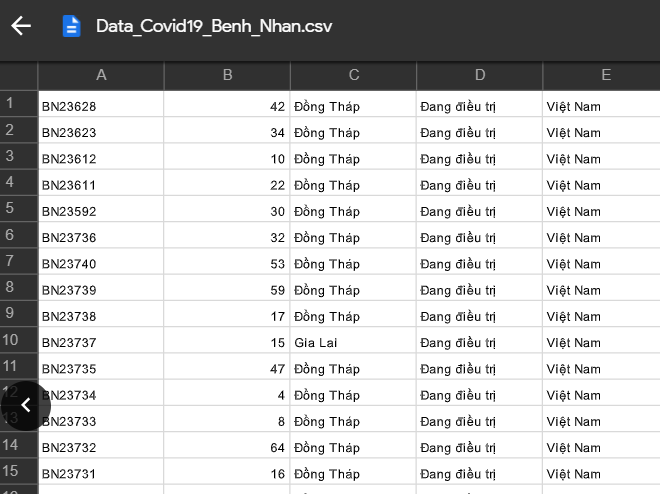 Data_Covid19_Benh_Nhan.csv
A B C D E
1 BN23628 42 Đồng Tháp Đang điều trị Việt Nam
2 BN23623 34 Đồng Tháp Đang điều trị Việt Nam
3 BN23612 10 Đồng Tháp Đang điều trị Việt Nam
4 BN23611 22 Đồng Tháp Đang điều trị Việt Nam
5 BN23592 30 Đồng Tháp Đang điều trị Việt Nam
6 BN23736 32 Đồng Tháp Đang điều trị Việt Nam
7 BN23740 53 Đồng Tháp Đang điều trị Việt Nam
8 BN23739 59 Đồng Tháp Đang điều trị Việt Nam
9 BN23738 17 Đồng Tháp Đang điều trị Việt Nam
10 BN23737 15 Gia Lai Đang điều trị Việt Nam
11 BN23735 47 Đồng Tháp Đang điều trị Việt Nam
12 BN23734 4 Đồng Tháp Đang điều trị Việt Nam
13 BN23733 8 Đồng Tháp Đang điều trị Việt Nam
14 BN23732 64 Đồng Tháp Đang điều trị Việt Nam
15 BN23731 16 Đồng Tháp Đang điều trị Việt Nam